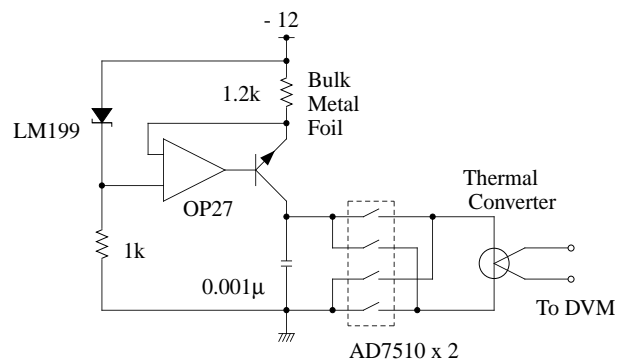 - 12
1.2k
Bulk
Metal
Foil
LM199
OP27
Thermal
Converter
1k
0.001µ
To DVM
AD7510 x 2